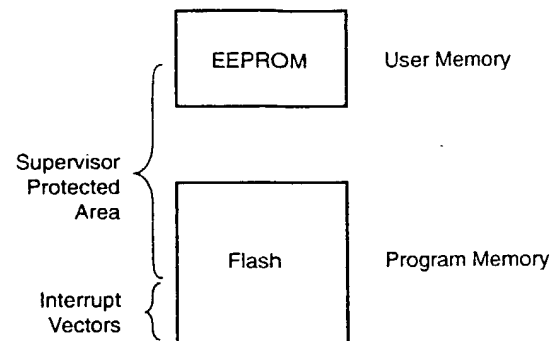 EEPROM
User Memory
Supervisor
Protected
Area
Flash
Program Memory
Interrupt
Vectors